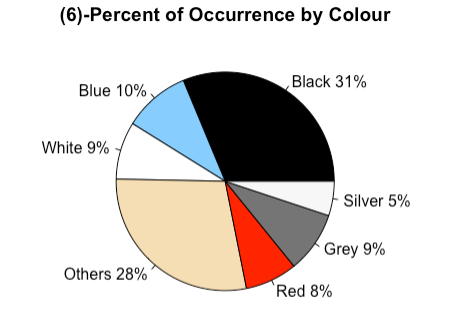 (6)-Percent of Occurrence by Colour
Black 31%
Blue 10%
White 9%
Others 28%
Red 8%
Grey 9%
Silver 5%